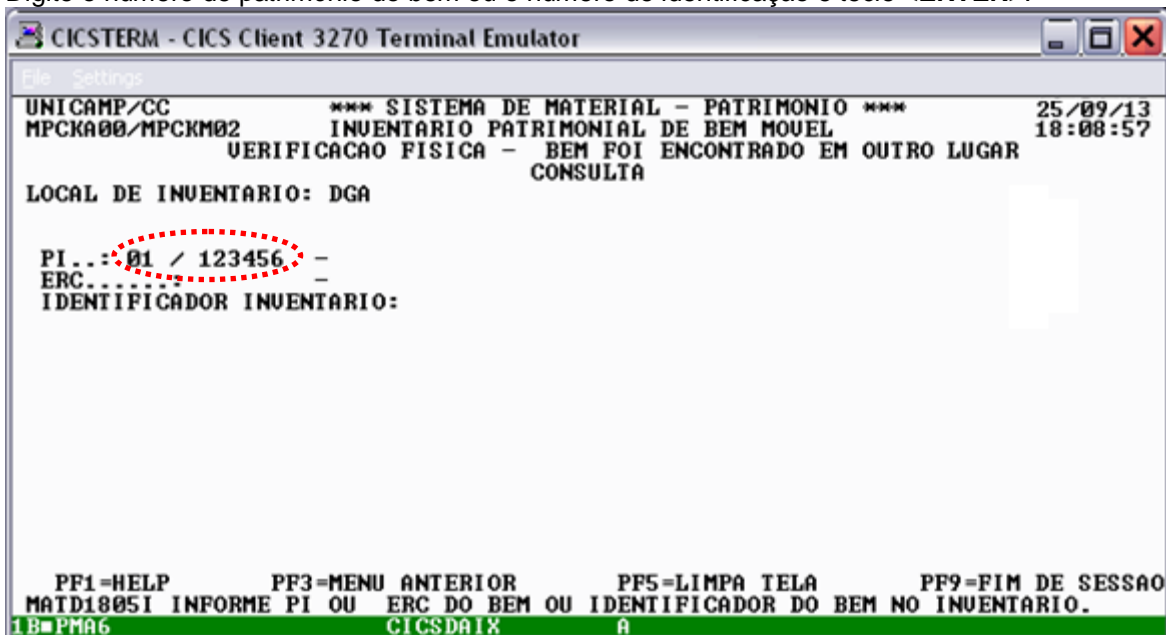 CICSTERM - CICS Client 3270 Terminal Emulator
File Settings
UNICAMP/CC *** SISTEMA DE MATERIAL - PATRIMONIO *** 25/09/13
MPCKA00/MPCKM02 INVENTARIO PATRIMONIAL DE BEM MOVEL 18:08:57
VERIFICACAO FISICA - BEM FOI ENCONTRADO EM OUTRO LUGAR
CONSULTA
LOCAL DE INVENTARIO: DGA
PI..: 01 / 123456 -
ERC......: -
IDENTIFICADOR INVENTARIO:
PF1=HELP PF3=MENU ANTERIOR PF5=LIMPA TELA PF9=FIM DE SESSAO
MATD1805I INFORME PI OU ERC DO BEM OU IDENTIFICADOR DO BEM NO INVENTARIO.
1B■PMA6 CICSDAIX A